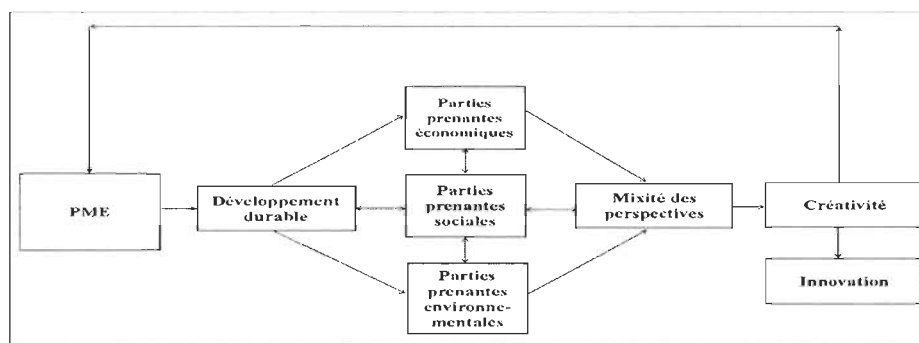 Parties
prenantes
économiques
PME
Développement
durable
Parties
prenantes
sociales
Mixité des
perspectives
Créativité
Parties
prenantes
environne-
mentales
Innovation